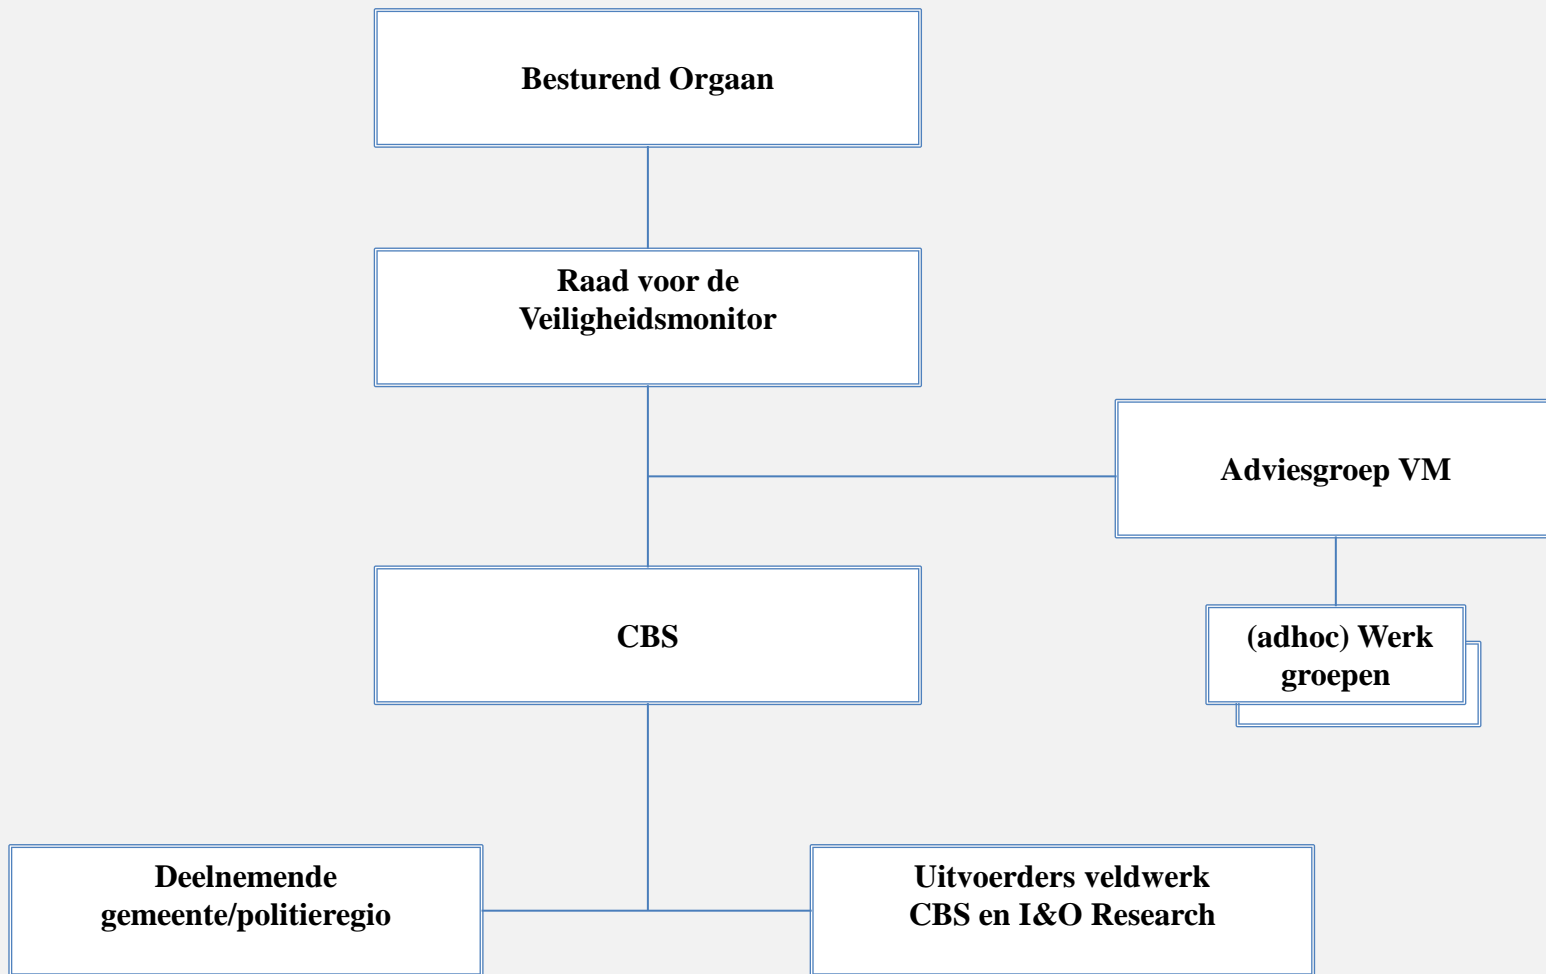 Besturend Orgaan
Raad voor de
Veiligheidsmonitor
Adviesgroep VM
CBS
(adhoc) Werk
groepen
Deelnemende
gemeente/politieregio
Uitvoerders veldwerk
CBS en I&O Research